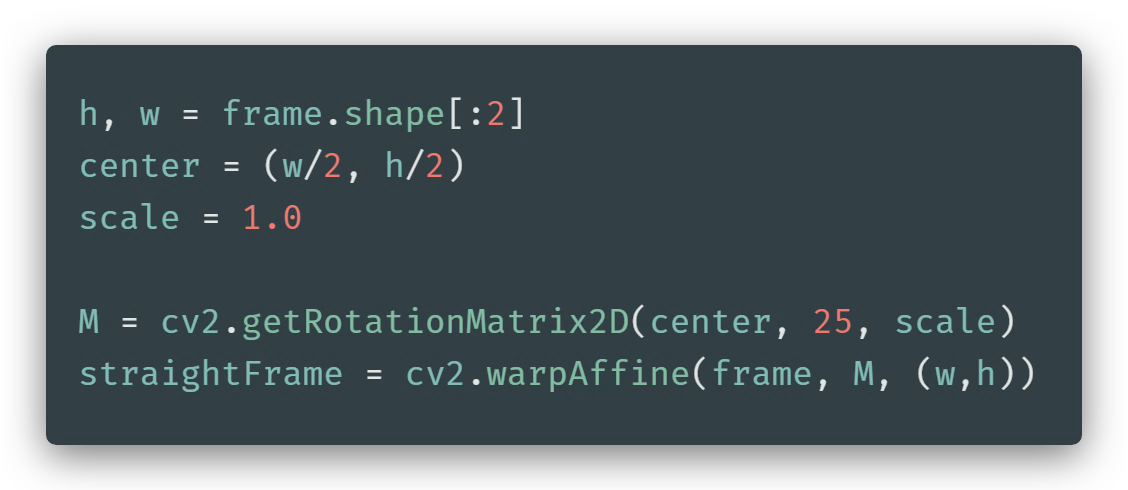 h, w = frame.shape[:2]
center = (w/2, h/2)
scale = 1.0
M = cv2.getRotationMatrix2D(center, 25, scale)
straightFrame = cv2.warpAffine(frame, M, (w,h))